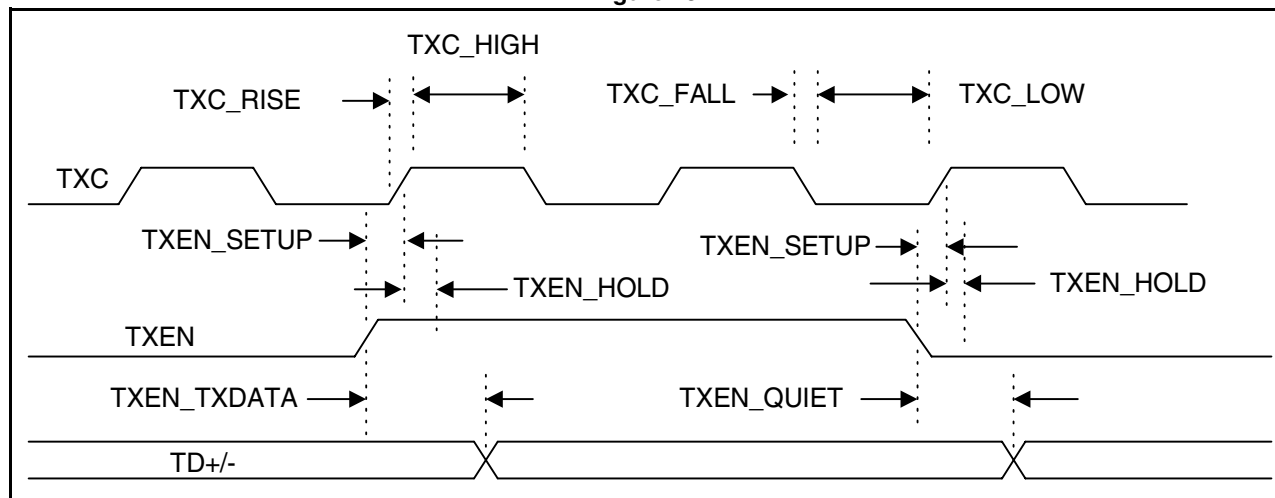 TXC_HIGH
TXC_RISE
TXC_FALL
TXC_LOW
TXC
TXEN_SETUP
TXEN_SETUP
TXEN_HOLD
TXEN_HOLD
TXEN
TXEN_TXDATA
TXEN_QUIET
TD+/-